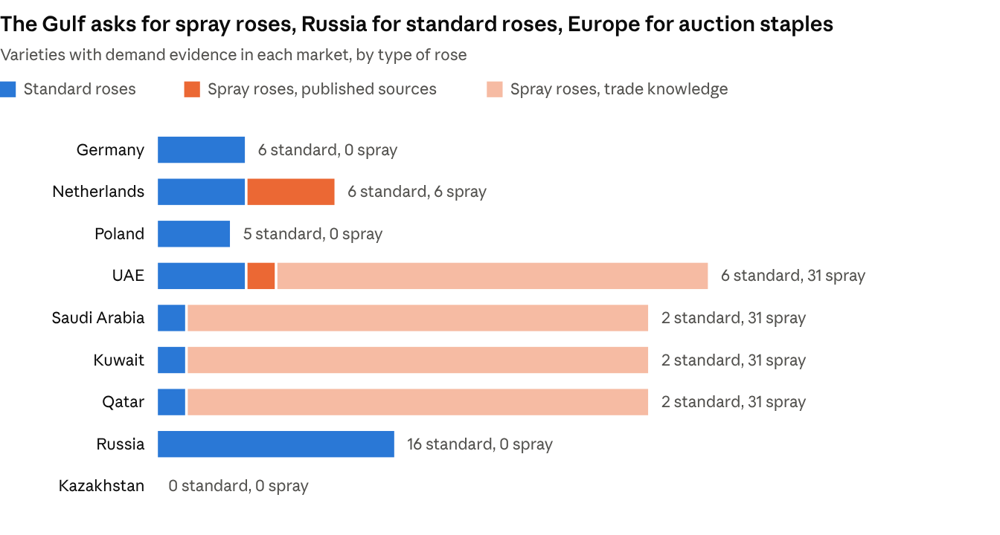 The Gulf asks for spray roses, Russia for standard roses, Europe for auction staples
Varieties with demand evidence in each market, by type of rose
Standard roses
Spray roses, published sources
Spray roses, trade knowledge
Germany 6 standard, 0 spray
Netherlands 6 standard, 6 spray
Poland 5 standard, 0 spray
UAE 6 standard, 31 spray
Saudi Arabia 2 standard, 31 spray
Kuwait 2 standard, 31 spray
Qatar 2 standard, 31 spray
Russia 16 standard, 0 spray
Kazakhstan 0 standard, 0 spray